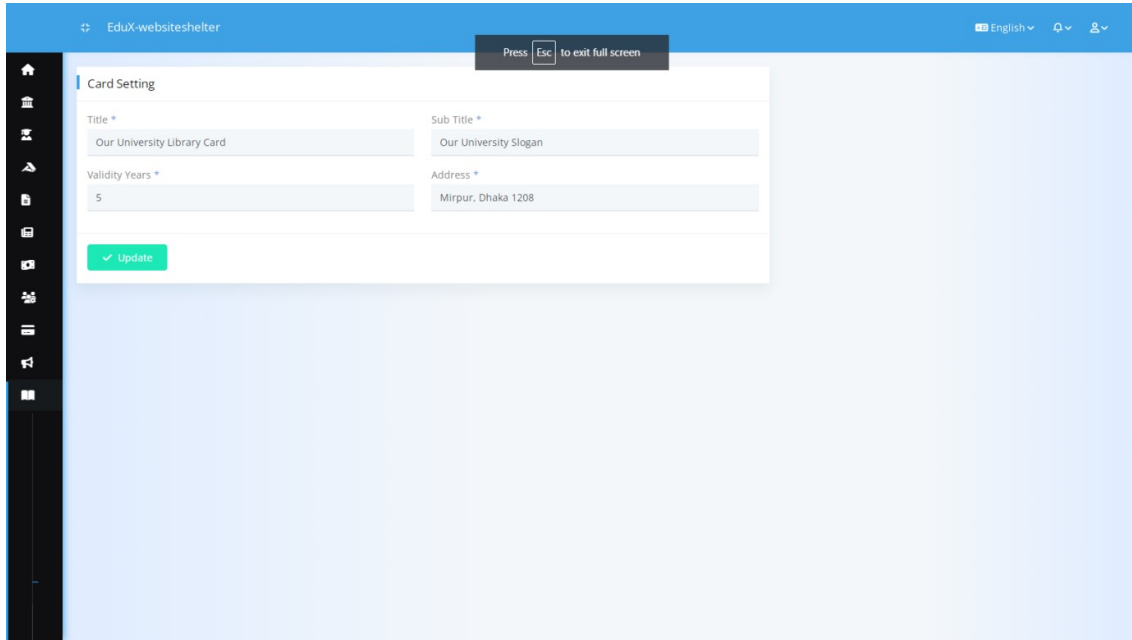 EduX-websiteshelter
English
Press Esc to exit full screen
Card Setting
Title *
Sub Title *
Our University Library Card
Our University Slogan
Validity Years *
Address *
5
Mirpur, Dhaka 1208
Update